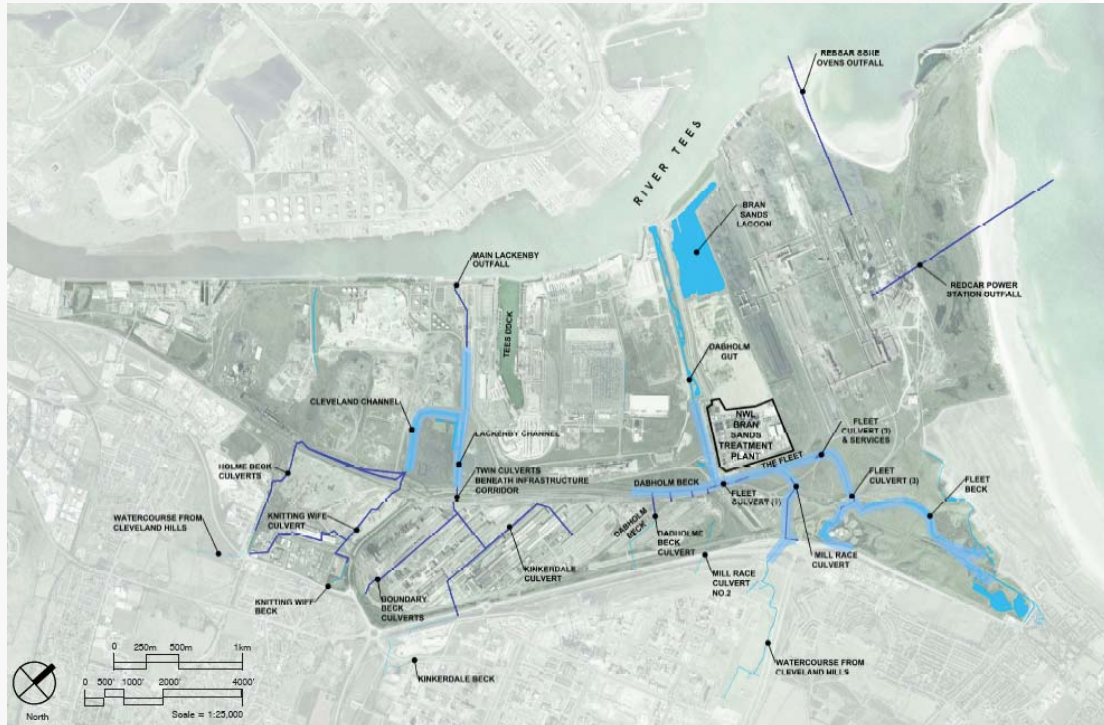 REDCAR
OVENS OUTFALL
RIVER TEES
BRAN
SANDS
LAGOON
MAIN LACKENBY
OUTFALL
REDCAR POWER
STATION OUTFALL
TEES DOCK
DABHOLM
GUT
CLEVELAND CHANNEL
NWL
BRAN
SANDS
TREATMENT
PLANT
FLEET
CULVERT (3)
& SERVICES
LACKENBY CHANNEL
THE FLEET
HOLME BECK
CULVERTS
TWIN CULVERTS
BENEATH INFRASTRUCTURE
CORRIDOR
DABHOLM BECK
FLEET
CULVERT (1)
FLEET
CULVERT (3)
FLEET
BECK
WATERCOURSE FROM
CLEVELAND HILLS
KNITTING WIFE
CULVERT
DABHOLM
BECK
DABHOLME
BECK
CULVERT
KINKERDALE
CULVERT
MILL RACE
CULVERT
NO.2
MILL RACE
CULVERT
KNITTING WIFE
BECK
BOUNDARY
BECK
CULVERTS
KINKERDALE BECK
WATERCOURSE FROM
CLEVELAND HILLS
0 250m 500m 1km
0 500' 1000' 2000' 4000'
North
Scale = 1:25,000